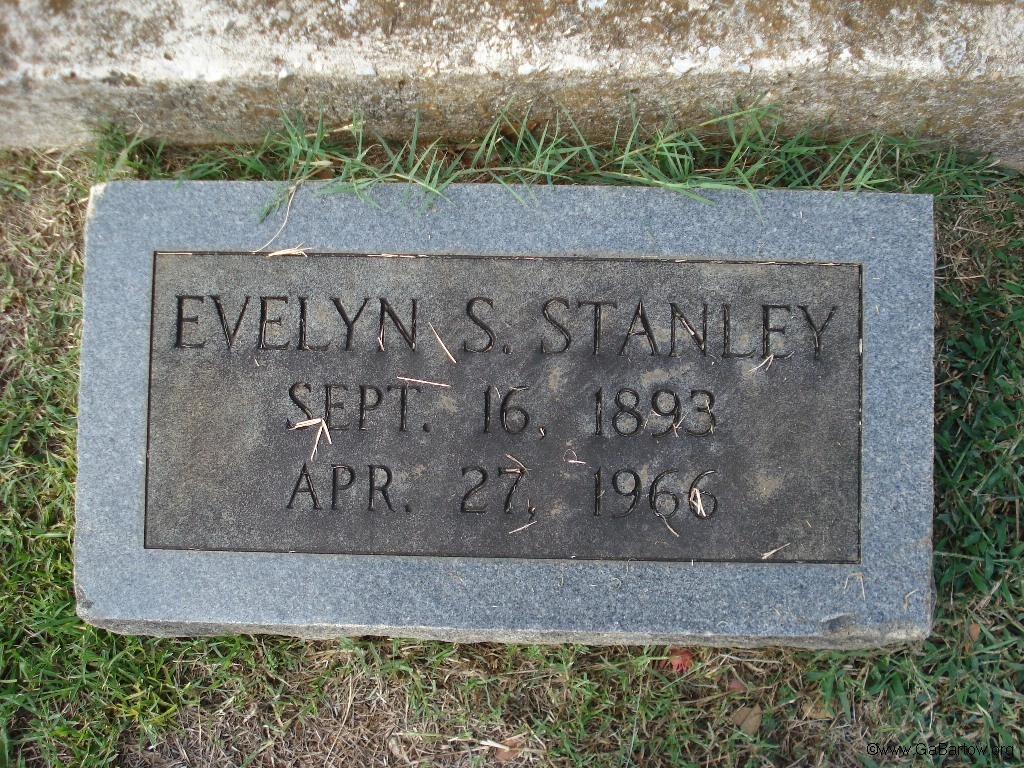 EVELYN S. STANLEY
SEPT. 16, 1893
APR. 27, 1966
©www.GaBartow.org